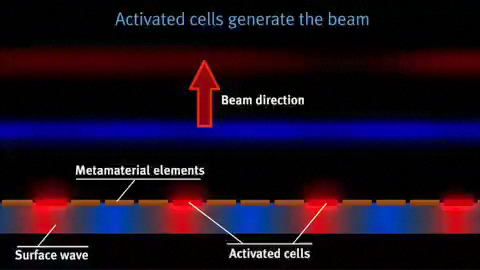 Activated cells generate the beam
Beam direction
Metamaterial elements
Surface wave
Activated cells